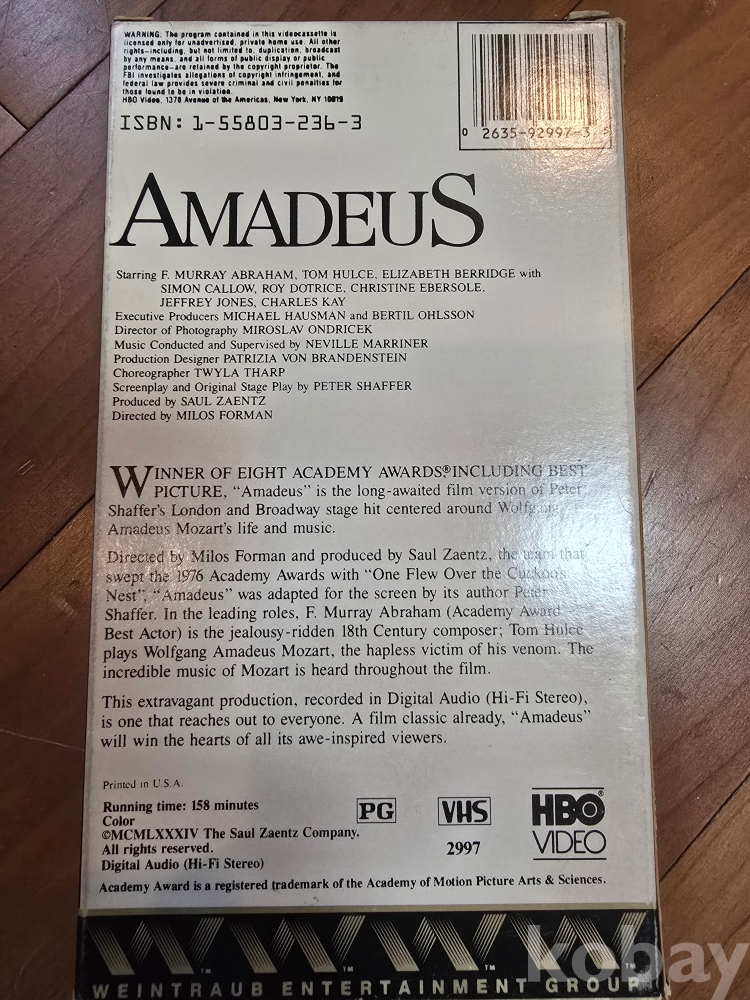 WARNING: The program contained in this videocassette is
licensed only for unadvertised, private home use. All other
rights—including, but not limited to, duplication, broadcast
by any means, and all forms of public display or public
performance—are retained by the copyright proprietor. The
FBI investigates allegations of copyright infringement, and
federal law provides severe criminal and civil penalties for
those found to be in violation.
HBO Video, 1370 Avenue of the Americas, New York, NY 10019
ISBN: 1-55803-236-3
0 2635-92997-3 5
AMADEUS
Starring F. MURRAY ABRAHAM, TOM HULCE, ELIZABETH BERRIDGE with
SIMON CALLOW, ROY DOTRICE, CHRISTINE EBERSOLE,
JEFFREY JONES, CHARLES KAY
Executive Producers MICHAEL HAUSMAN and BERTIL OHLSSON
Director of Photography MIROSLAV ONDRICEK
Music Conducted and Supervised by NEVILLE MARRINER
Production Designer PATRIZIA VON BRANDENSTEIN
Choreographer TWYLA THARP
Screenplay and Original Stage Play by PETER SHAFFER
Produced by SAUL ZAENTZ
Directed by MILOS FORMAN
WINNER OF EIGHT ACADEMY AWARDS,® INCLUDING BEST
PICTURE, “Amadeus” is the long-awaited film version of Peter
Shaffer's London and Broadway stage hit centered around Wolfgang
Amadeus Mozart's life and music.
Directed by Milos Forman and produced by Saul Zaentz, the team that
swept the 1976 Academy Awards with “One Flew Over the Cuckoo's
Nest”, “Amadeus” was adapted for the screen by its author Peter
Shaffer. In the leading roles, F. Murray Abraham (Academy Award
Best Actor) is the jealousy-ridden 18th Century composer; Tom Hulce
plays Wolfgang Amadeus Mozart, the hapless victim of his venom. The
incredible music of Mozart is heard throughout the film.
This extravagant production, recorded in Digital Audio (Hi-Fi Stereo),
is one that reaches out to everyone. A film classic already, “Amadeus”
will win the hearts of all its awe-inspired viewers.
Printed in U.S.A.
Running time: 158 minutes
Color
©MCMLXXXIV The Saul Zaentz Company.
All rights reserved.
Digital Audio (Hi-Fi Stereo)
PG
VHS
2997
HBO®
VIDEO
Academy Award is a registered trademark of the Academy of Motion Picture Arts & Sciences.
WEINTRAUB ENTERTAINMENT GROUP
kobay